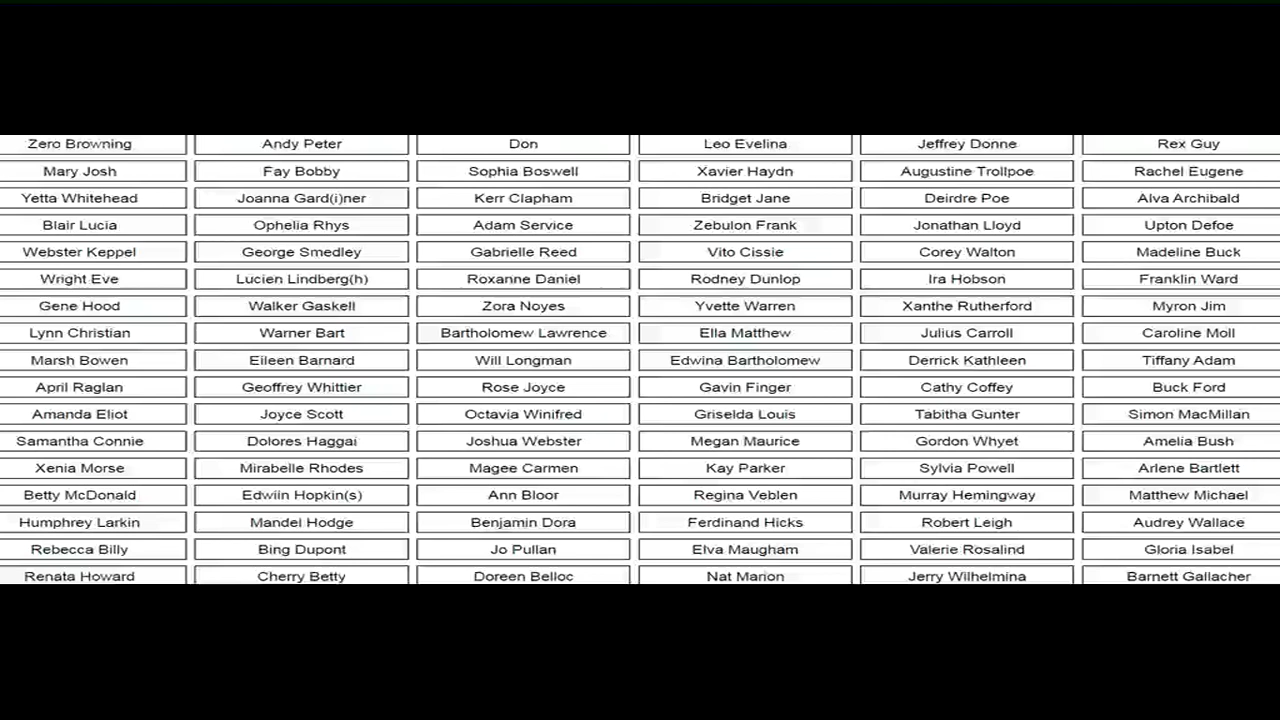 Zero Browning Andy Peter Don Leo Evelina Jeffrey Donne Rex Guy
Mary Josh Fay Bobby Sophia Boswell Xavier Haydn Augustine Trollpoe Rachel Eugene
Yetta Whitehead Joanna Gard(i)ner Kerr Clapham Bridget Jane Deirdre Poe Alva Archibald
Blair Lucia Ophelia Rhys Adam Service Zebulon Frank Jonathan Lloyd Upton Defoe
Webster Keppel George Smedley Gabrielle Reed Vito Cissie Corey Walton Madeline Buck
Wright Eve Lucien Lindberg(h) Roxanne Daniel Rodney Dunlop Ira Hobson Franklin Ward
Gene Hood Walker Gaskell Zora Noyes Yvette Warren Xanthe Rutherford Myron Jim
Lynn Christian Warner Bart Bartholomew Lawrence Ella Matthew Julius Carroll Caroline Moll
Marsh Bowen Eileen Barnard Will Longman Edwina Bartholomew Derrick Kathleen Tiffany Adam
April Raglan Geoffrey Whittier Rose Joyce Gavin Finger Cathy Coffey Buck Ford
Amanda Eliot Joyce Scott Octavia Winifred Griselda Louis Tabitha Gunter Simon MacMillan
Samantha Connie Dolores Haggai Joshua Webster Megan Maurice Gordon Whyet Amelia Bush
Xenia Morse Mirabelle Rhodes Magee Carmen Kay Parker Sylvia Powell Arlene Bartlett
Betty McDonald Edwiin Hopkin(s) Ann Bloor Regina Veblen Murray Hemingway Matthew Michael
Humphrey Larkin Mandel Hodge Benjamin Dora Ferdinand Hicks Robert Leigh Audrey Wallace
Rebecca Billy Bing Dupont Jo Pullan Elva Maugham Valerie Rosalind Gloria Isabel
Renata Howard Cherry Betty Doreen Belloc Nat Marion Jerry Wilhelmina Barnett Gallacher